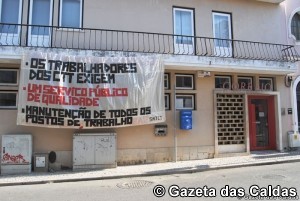 • OS TRABALHADORES
DOS CTT EXIGEM
• UM SERVIÇO PÚBLICO
DE QUALIDADE
• MANUTENÇÃO DE TODOS OS
POSTOS DE TRABALHO
© Gazeta das Caldas